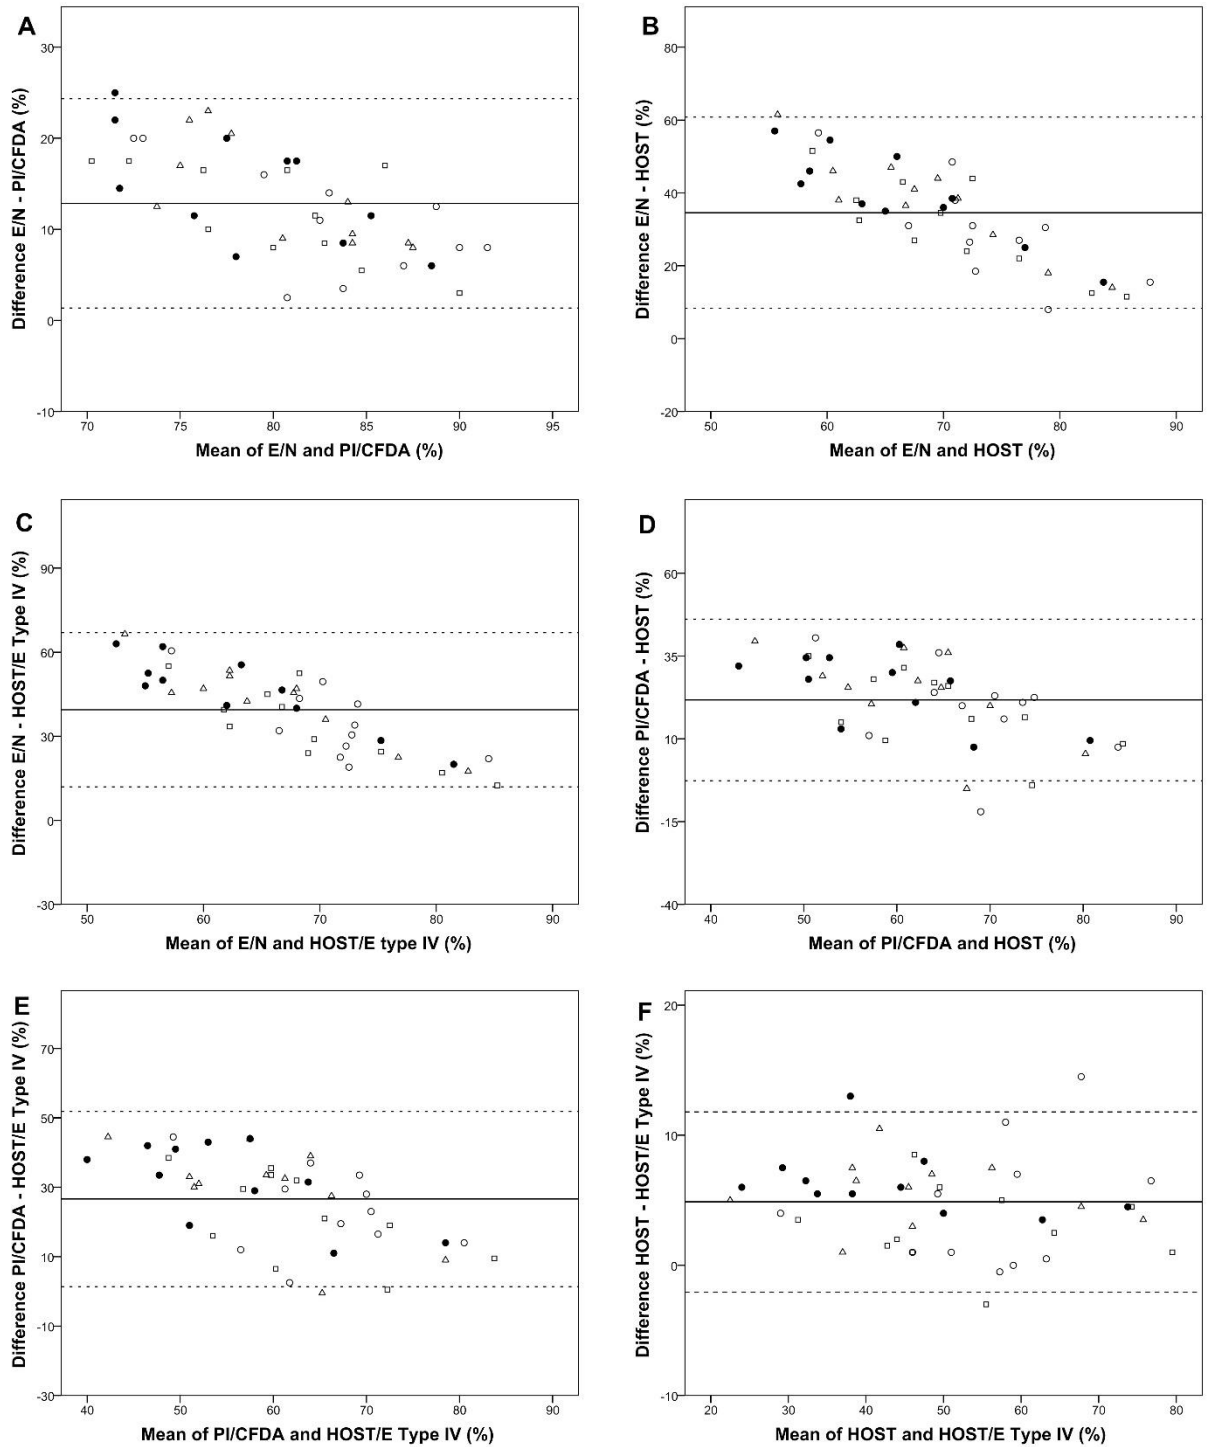 A
Difference E/N - PI/CFDA (%)
30
20
10
0
-10
70 75 80 85 90 95
Mean of E/N and PI/CFDA (%)
B
Difference E/N - HOST (%)
80
60
40
20
0
-20
50 60 70 80 90
Mean of E/N and HOST (%)
C
Difference E/N - HOST/E Type IV (%)
90
60
30
0
-30
50 60 70 80 90
Mean of E/N and HOST/E type IV (%)
D
Difference PI/CFDA - HOST (%)
60
35
10
-15
-40
40 50 60 70 80 90
Mean of PI/CFDA and HOST (%)
E
Difference PI/CFDA - HOST/E Type IV (%)
70
50
30
10
-10
-30
40 50 60 70 80 90
Mean of PI/CFDA and HOST/E Type IV (%)
F
Difference HOST - HOST/E Type IV (%)
20
10
0
-10
20 30 40 50 60 70 80
Mean of HOST and HOST/E Type IV (%)